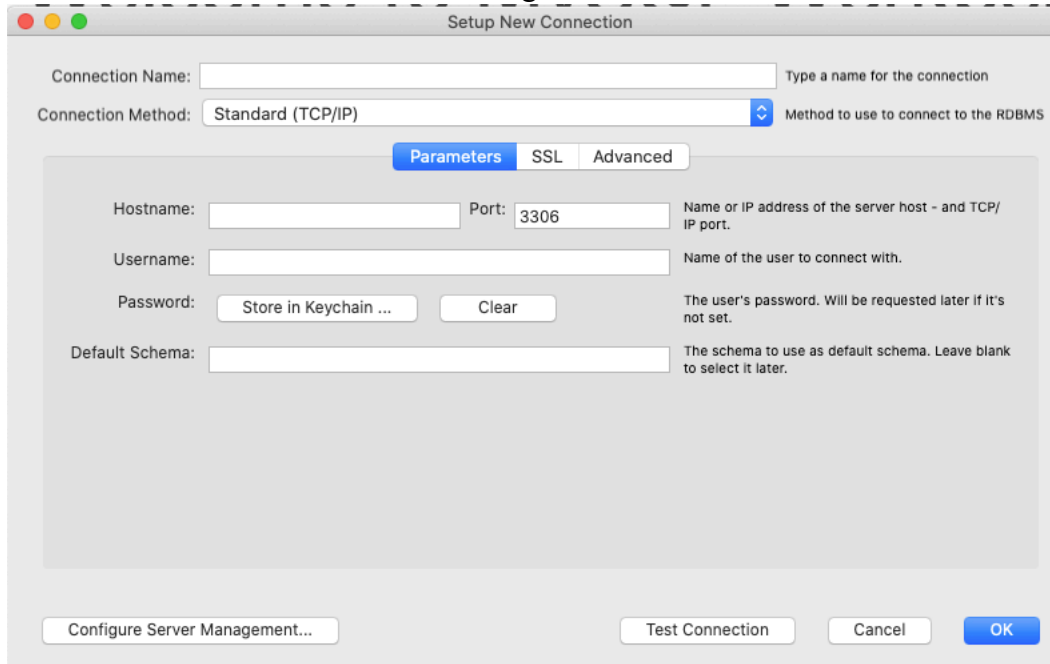 Setup New Connection
Connection Name: Type a name for the connection
Connection Method: Standard (TCP/IP) Method to use to connect to the RDBMS
Parameters SSL Advanced
Hostname: Port: 3306 Name or IP address of the server host - and TCP/
IP port.
Username: Name of the user to connect with.
Password: Store in Keychain ... Clear The user's password. Will be requested later if it's
not set.
Default Schema: The schema to use as default schema. Leave blank
to select it later.
Configure Server Management... Test Connection Cancel OK